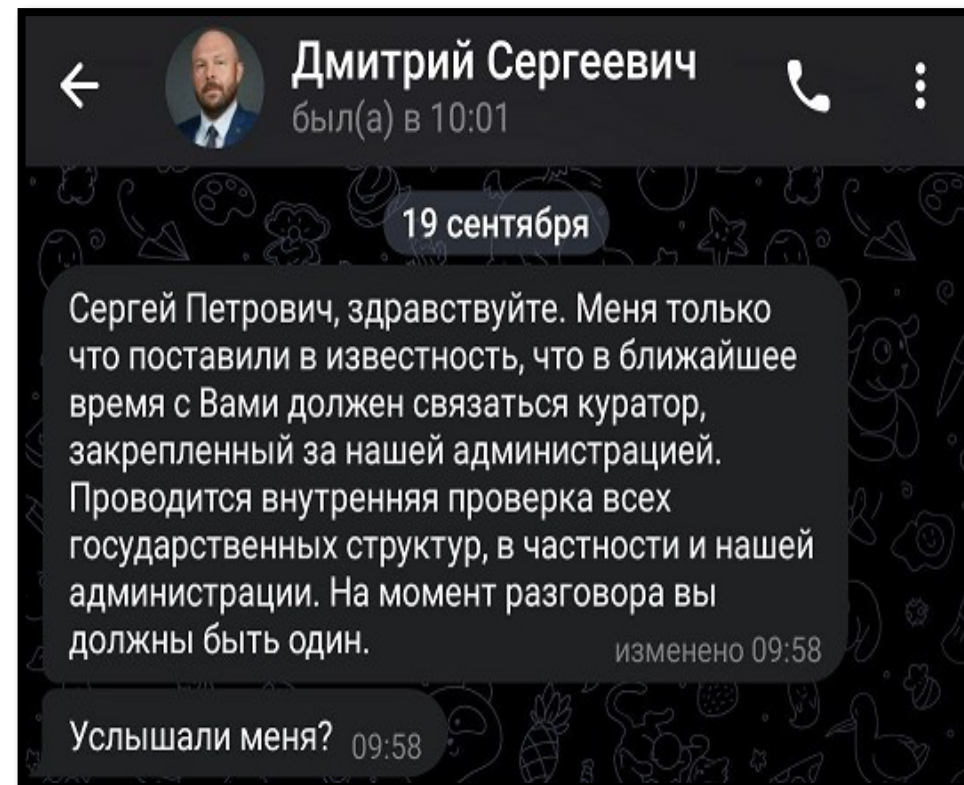 Дмитрий Сергеевич
был(а) в 10:01
19 сентября
Сергей Петрович, здравствуйте. Меня только
что поставили в известность, что в ближайшее
время с Вами должен связаться куратор,
закрепленный за нашей администрацией.
Проводится внутренняя проверка всех
государственных структур, в частности и нашей
администрации. На момент разговора вы
должны быть один.
изменено 09:58
Услышали меня? 09:58